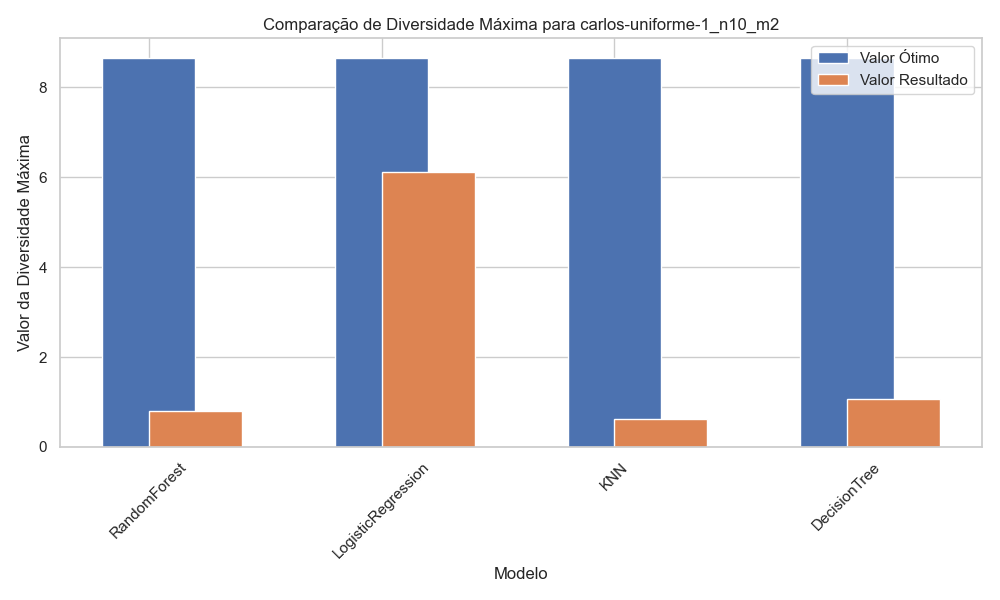 Comparação de Diversidade Máxima para carlos-uniforme-1_n10_m2
Valor Ótimo
Valor Resultado
Valor da Diversidade Máxima
8
6
4
2
0
RandomForest
LogisticRegression
KNN
DecisionTree
Modelo